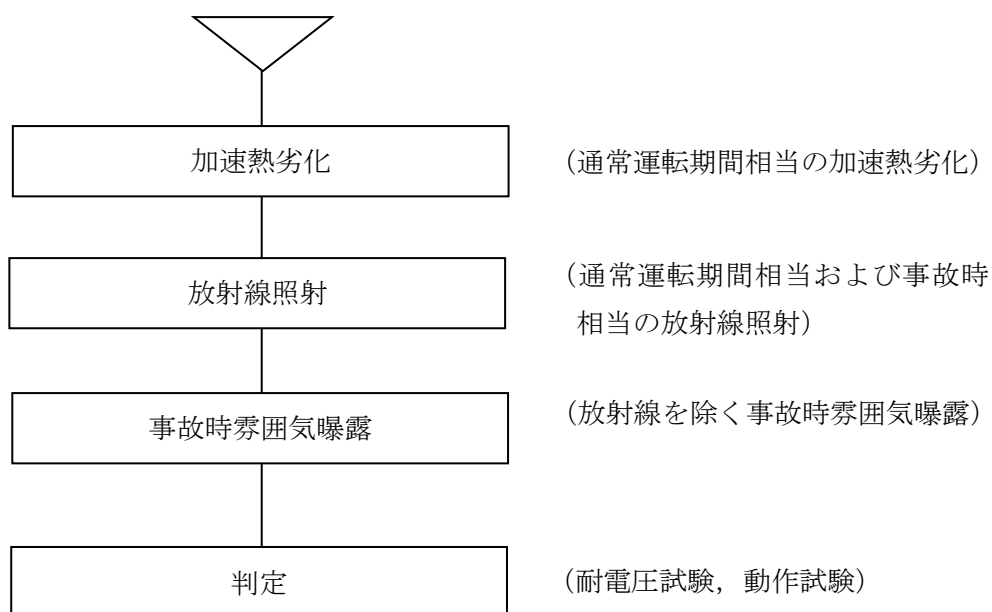 加速熱劣化
（通常運転期間相当の加速熱劣化）
放射線照射
（通常運転期間相当および事故時
相当の放射線照射）
事故時雰囲気曝露
（放射線を除く事故時雰囲気曝露）
判定
（耐電圧試験，動作試験）